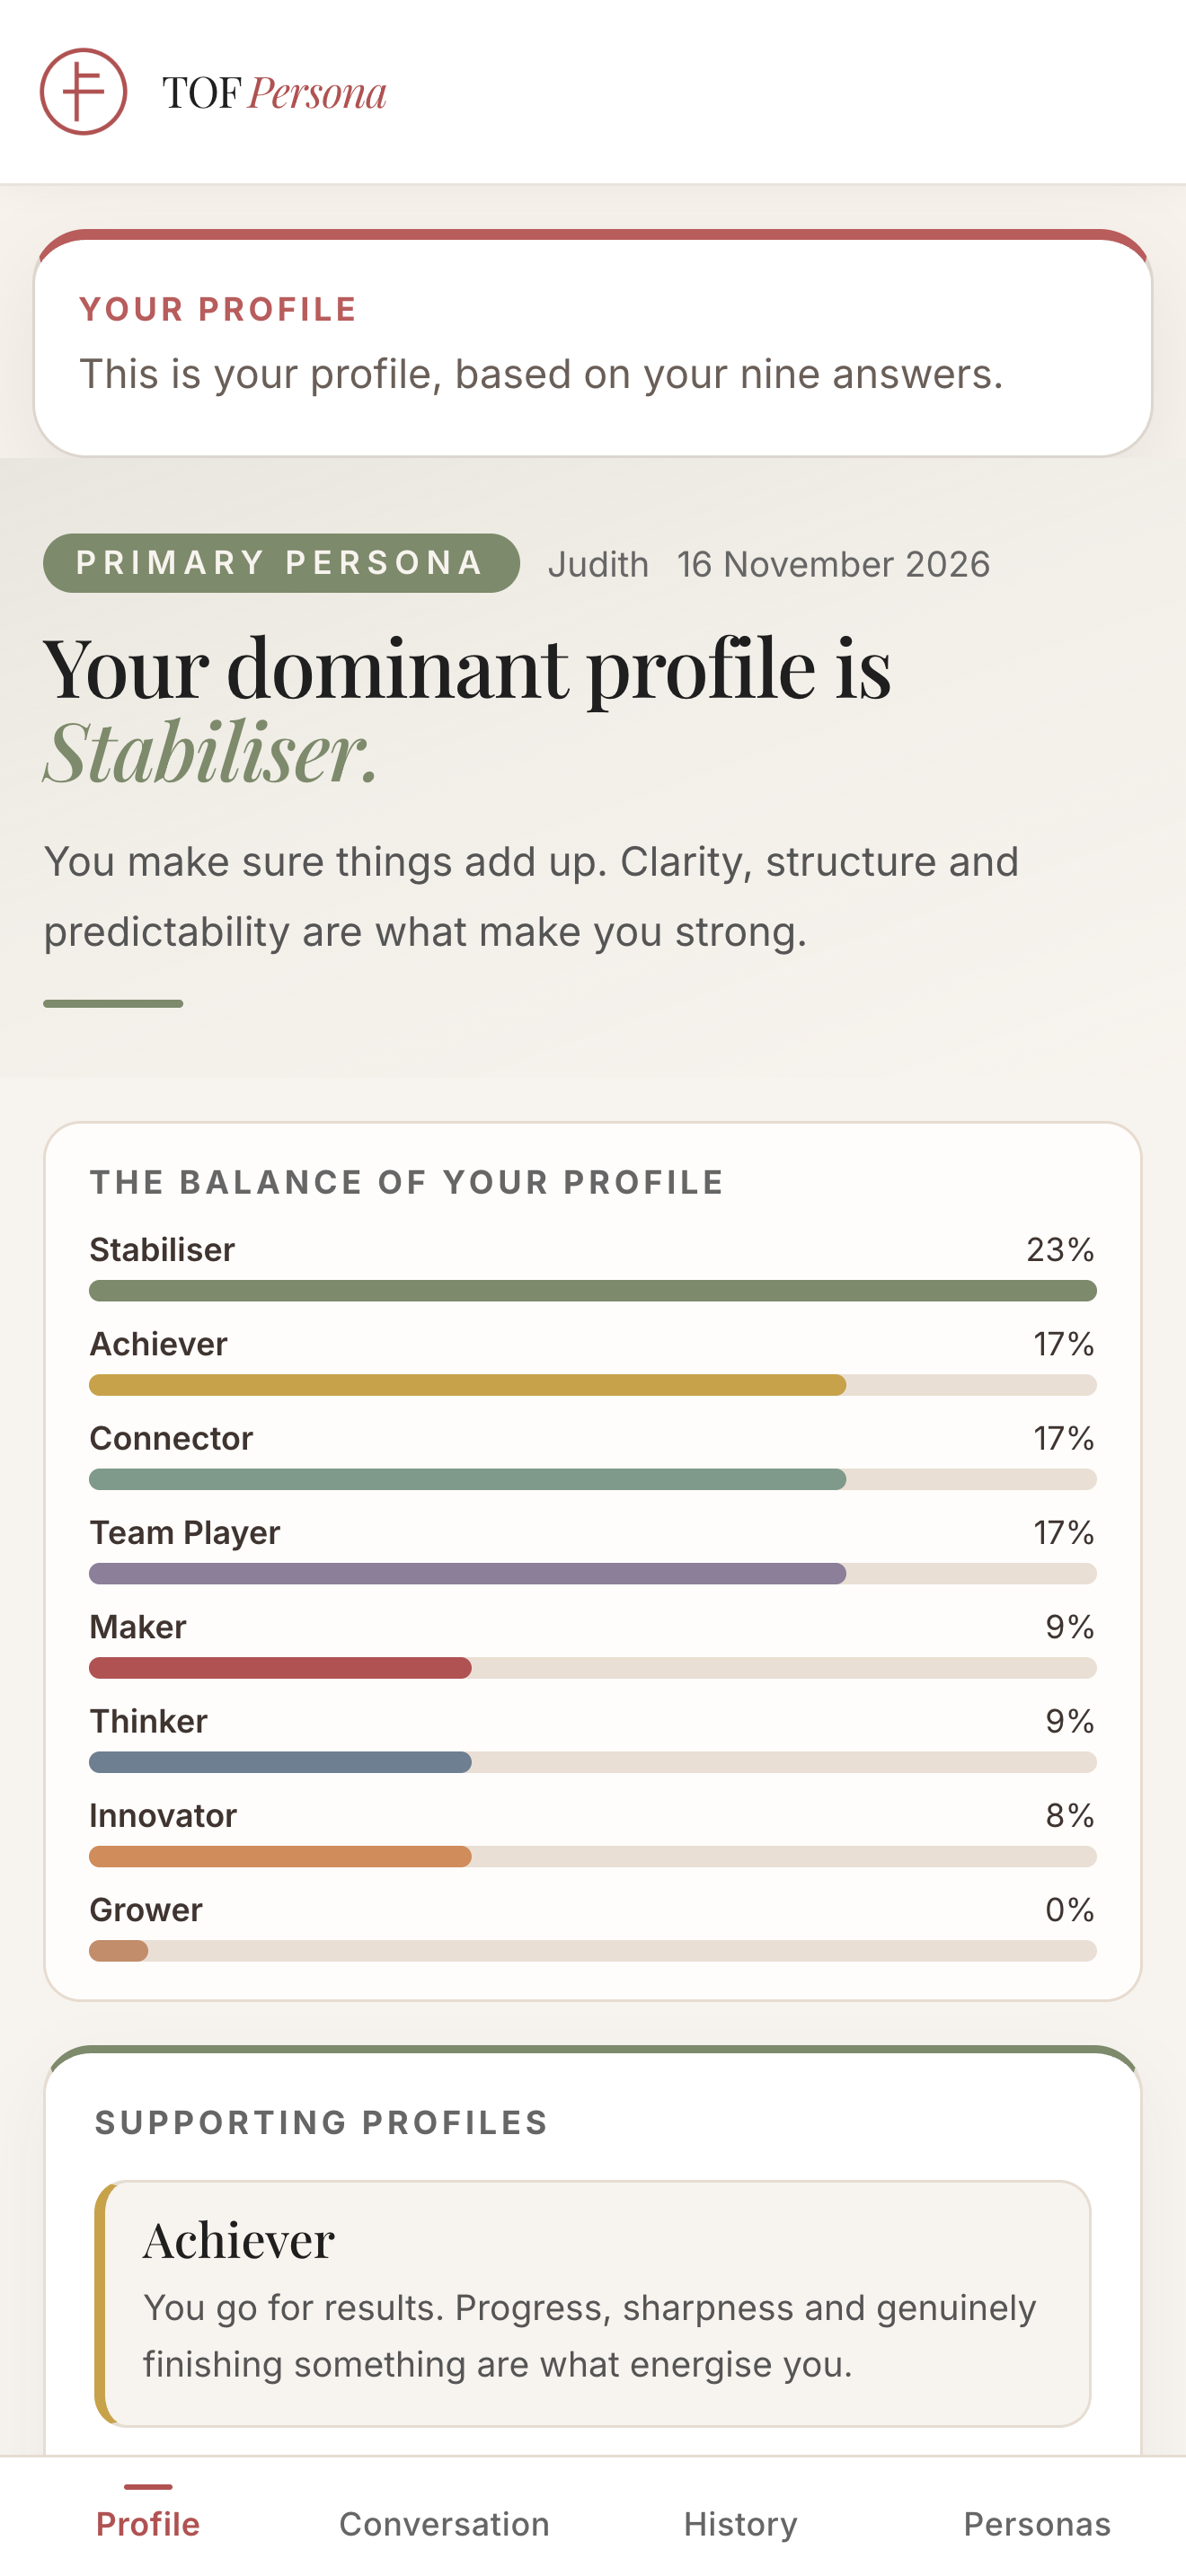 TOF Persona
YOUR PROFILE
This is your profile, based on your nine answers.
PRIMARY PERSONA Judith 16 November 2026
Your dominant profile is
Stabiliser.
You make sure things add up. Clarity, structure and
predictability are what make you strong.
THE BALANCE OF YOUR PROFILE
Stabiliser 23%
Achiever 17%
Connector 17%
Team Player 17%
Maker 9%
Thinker 9%
Innovator 8%
Grower 0%
SUPPORTING PROFILES
Achiever
You go for results. Progress, sharpness and genuinely
finishing something are what energise you.
Profile Conversation History Personas